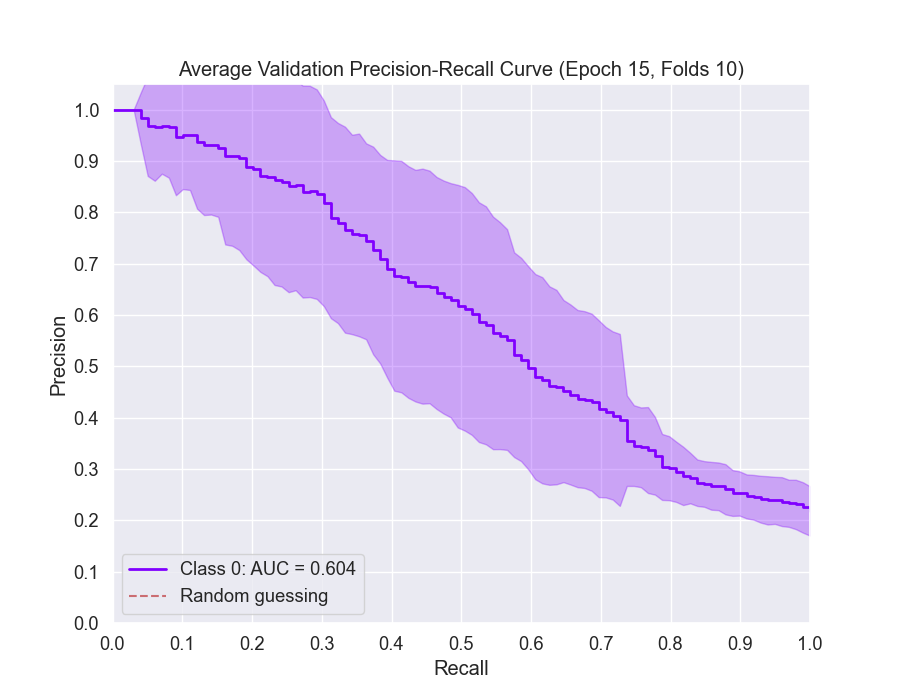 Average Validation Precision-Recall Curve (Epoch 15, Folds 10)
1.0
0.9
0.8
0.7
0.6
0.5
0.4
0.3
0.2
0.1
0.0
Precision
Class 0: AUC = 0.604
Random guessing
0.0 0.1 0.2 0.3 0.4 0.5 0.6 0.7 0.8 0.9 1.0
Recall